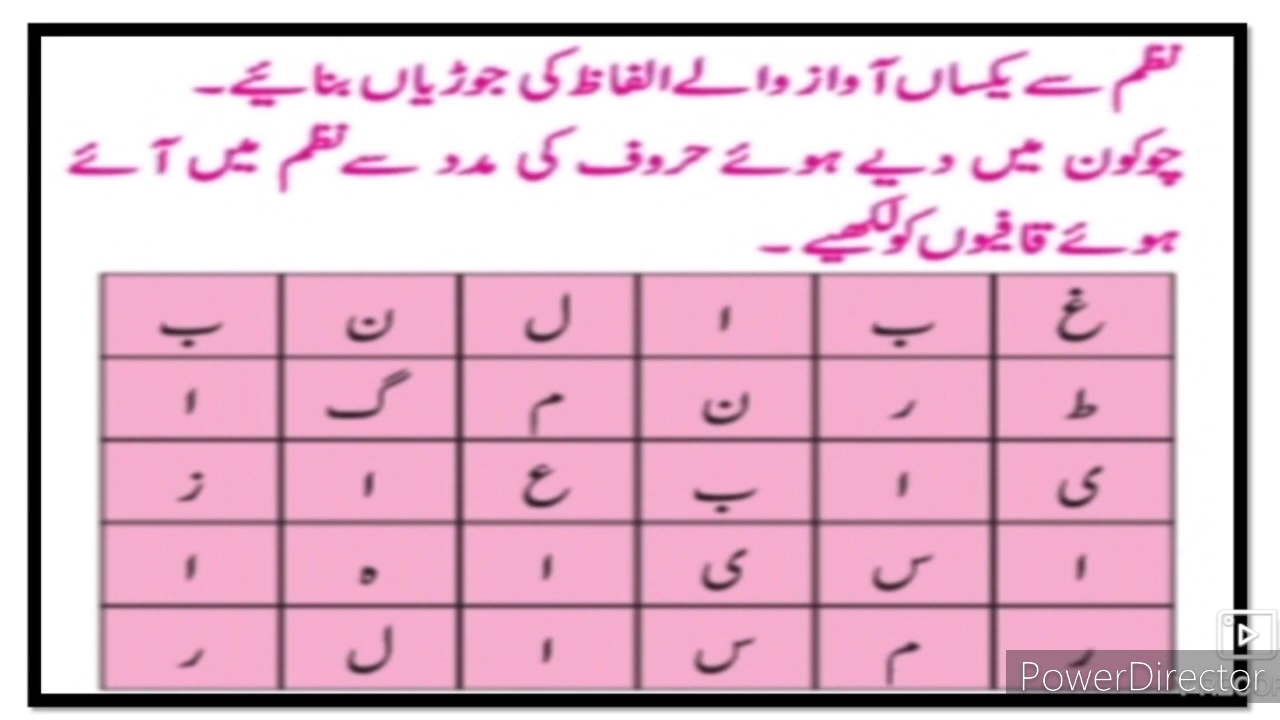 نظم سے یکساں آواز والے الفاظ کی جوڑیاں بنائیے۔
چوکون میں دیے ہوئے حروف کی مدد سے نظم میں آئے
ہوئے قافیوں کو لکھیے۔
غ ب ا ل ن ب
ط ر ن م گ ا
ی ا ب ع ا ز
ا س ی ا ہ ا
ر م س ا ل ر
PowerDirector